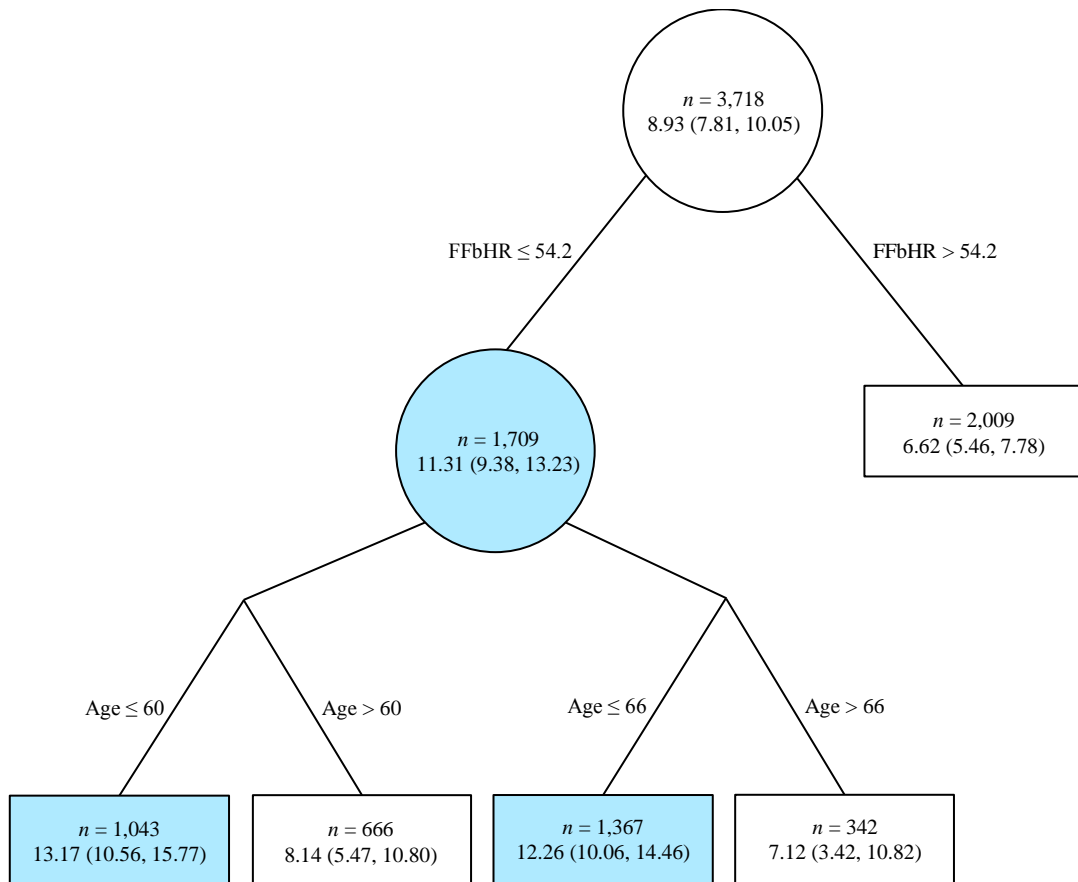 n = 3,718
8.93 (7.81, 10.05)
FFbHR ≤ 54.2
FFbHR > 54.2
n = 1,709
11.31 (9.38, 13.23)
n = 2,009
6.62 (5.46, 7.78)
Age ≤ 60
Age > 60
Age ≤ 66
Age > 66
n = 1,043
13.17 (10.56, 15.77)
n = 666
8.14 (5.47, 10.80)
n = 1,367
12.26 (10.06, 14.46)
n = 342
7.12 (3.42, 10.82)